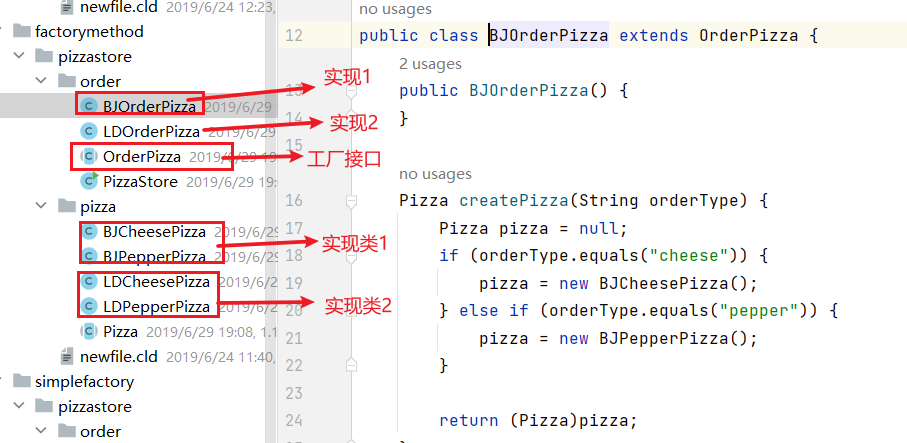 newfile.cld 2019/6/24 12:23,
factorymethod
pizzastore
order
BJOrderPizza 2019/6/29
LDOrderPizza 2019/6/29
OrderPizza 2019/6/29 19
PizzaStore 2019/6/29 19:
pizza
BJCheesePizza 2019/6/
BJPepperPizza 2019/6/
LDCheesePizza 2019/6/
LDPepperPizza 2019/6/2
Pizza 2019/6/29 19:08, 1.1
newfile.cld 2019/6/24 11:40,
simplefactory
pizzastore
order
实现1
实现2
工厂接口
实现类1
实现类2
no usages
12 public class BJOrderPizza extends OrderPizza {
2 usages
13 public BJOrderPizza() {
14 }
15
no usages
16 Pizza createPizza(String orderType) {
17 Pizza pizza = null;
18 if (orderType.equals("cheese")) {
19 pizza = new BJCheesePizza();
20 } else if (orderType.equals("pepper")) {
21 pizza = new BJPepperPizza();
22 }
23
24 return (Pizza)pizza;